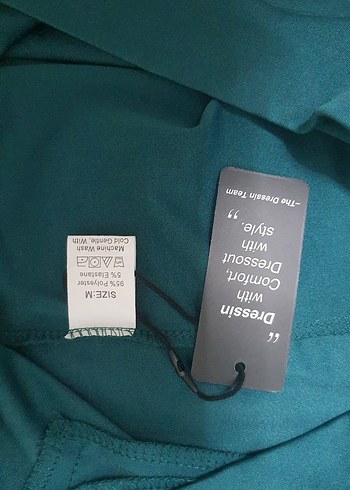 SIZE:M
95% Polyester
5% Elastane
Machine Wash
Cold Gentle, With
“
Dressin
with
Comfort,
Dressout
with
style.
”
–The Dressin Team